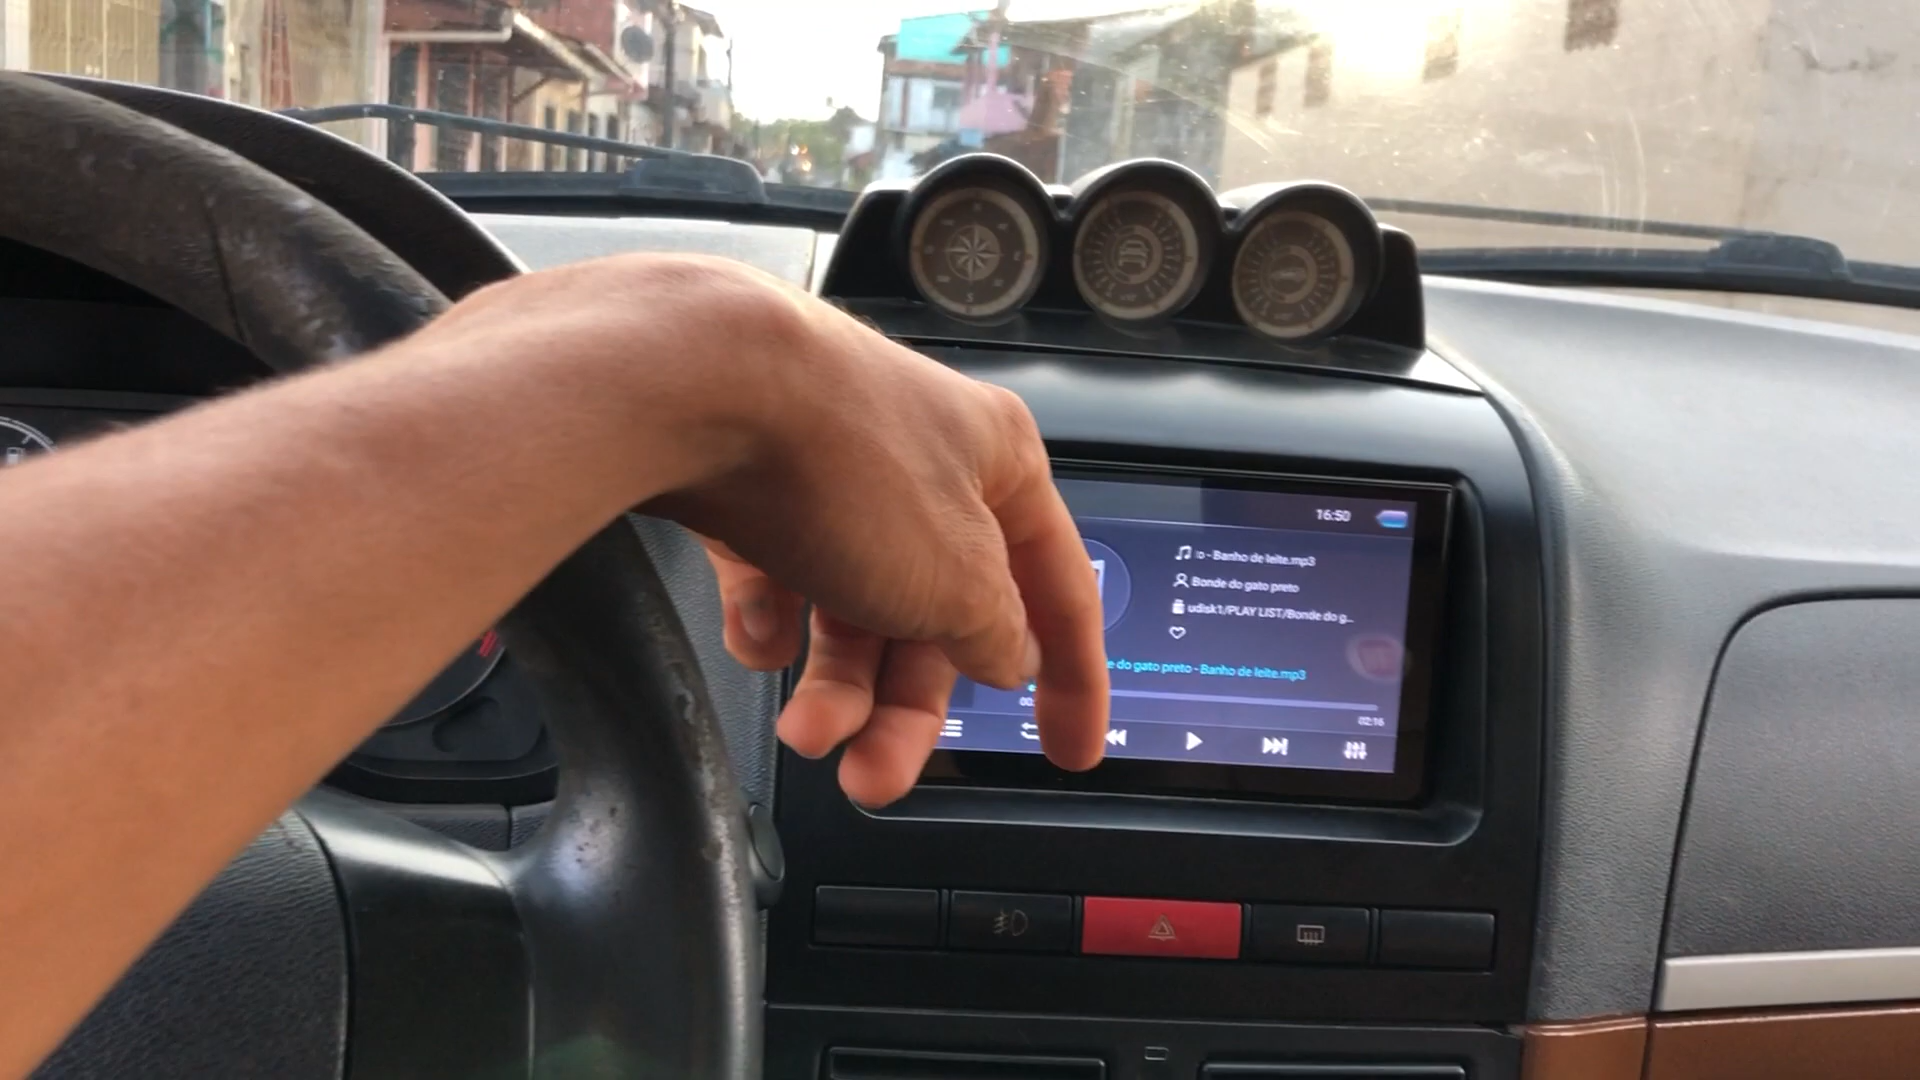 16:50
o - Banho de leite.mp3
Bonde do gato preto
udisk1/PLAY LIST/Bonde do g...
e do gato preto - Banho de leite.mp3
00:
02:16
S